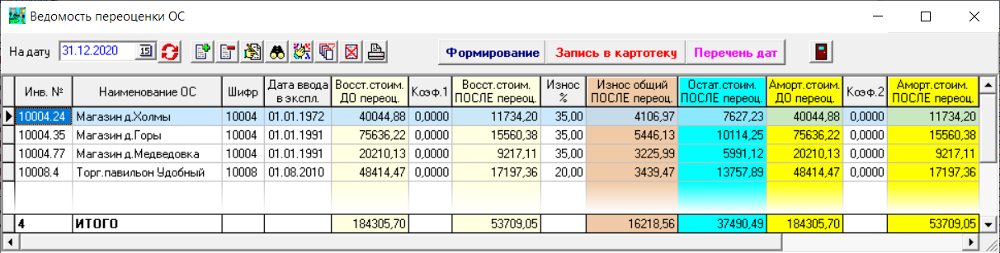 Ведомость переоценки ОС
На дату 31.12.2020 15 Формирование Запись в картотеку Перечень дат
Инв. № Наименование ОС Шифр Дата ввода в экспл. Восст.стоим. ДО переоц. Коэф.1 Восст.стоим. ПОСЛЕ переоц. Износ % Износ общий ПОСЛЕ переоц. Остат.стоим. ПОСЛЕ переоц. Аморт.стоим. ДО переоц. Коэф.2 Аморт.стоим. ПОСЛЕ переоц.
10004.24 Магазин д.Холмы 10004 01.01.1972 40044,88 0,0000 11734,20 35,00 4106,97 7627,23 40044,88 0,0000 11734,20
10004.35 Магазин д.Горы 10004 01.01.1991 75636,22 0,0000 15560,38 35,00 5446,13 10114,25 75636,22 0,0000 15560,38
10004.77 Магазин д.Медведовка 10004 01.01.1991 20210,13 0,0000 9217,11 35,00 3225,99 5991,12 20210,13 0,0000 9217,11
10008.4 Торг.павильон Удобный 10008 01.08.2010 48414,47 0,0000 17197,36 20,00 3439,47 13757,89 48414,47 0,0000 17197,36
4 ИТОГО 184305,70 53709,05 16218,56 37490,49 184305,70 53709,05